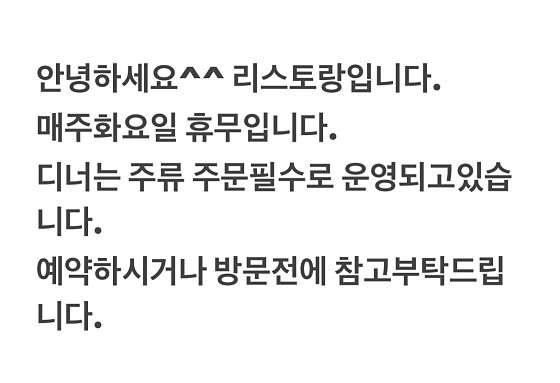 안녕하세요^^ 리스토랑입니다.
매주화요일 휴무입니다.
디너는 주류 주문필수로 운영되고있습
니다.
예약하시거나 방문전에 참고부탁드립
니다.